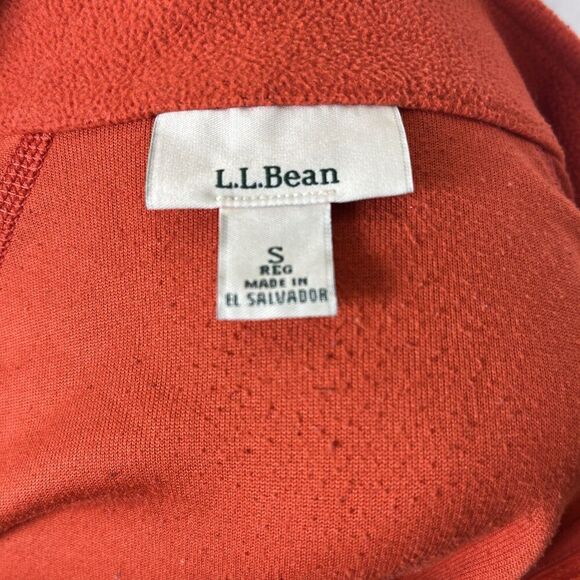 L.L.Bean
S
REG
MADE IN
EL SALVADOR